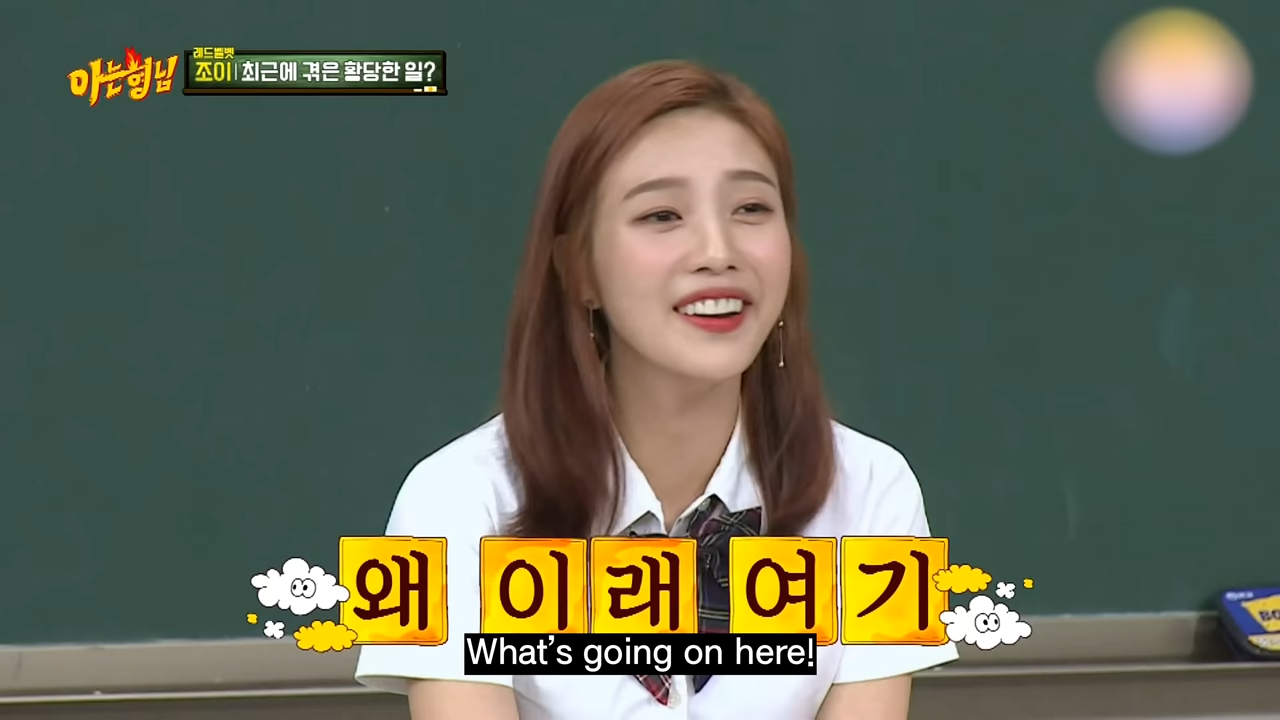 레드벨벳
아는형님 조이 | 최근에 겪은 황당한 일?
왜 이래 여기
What's going on here!